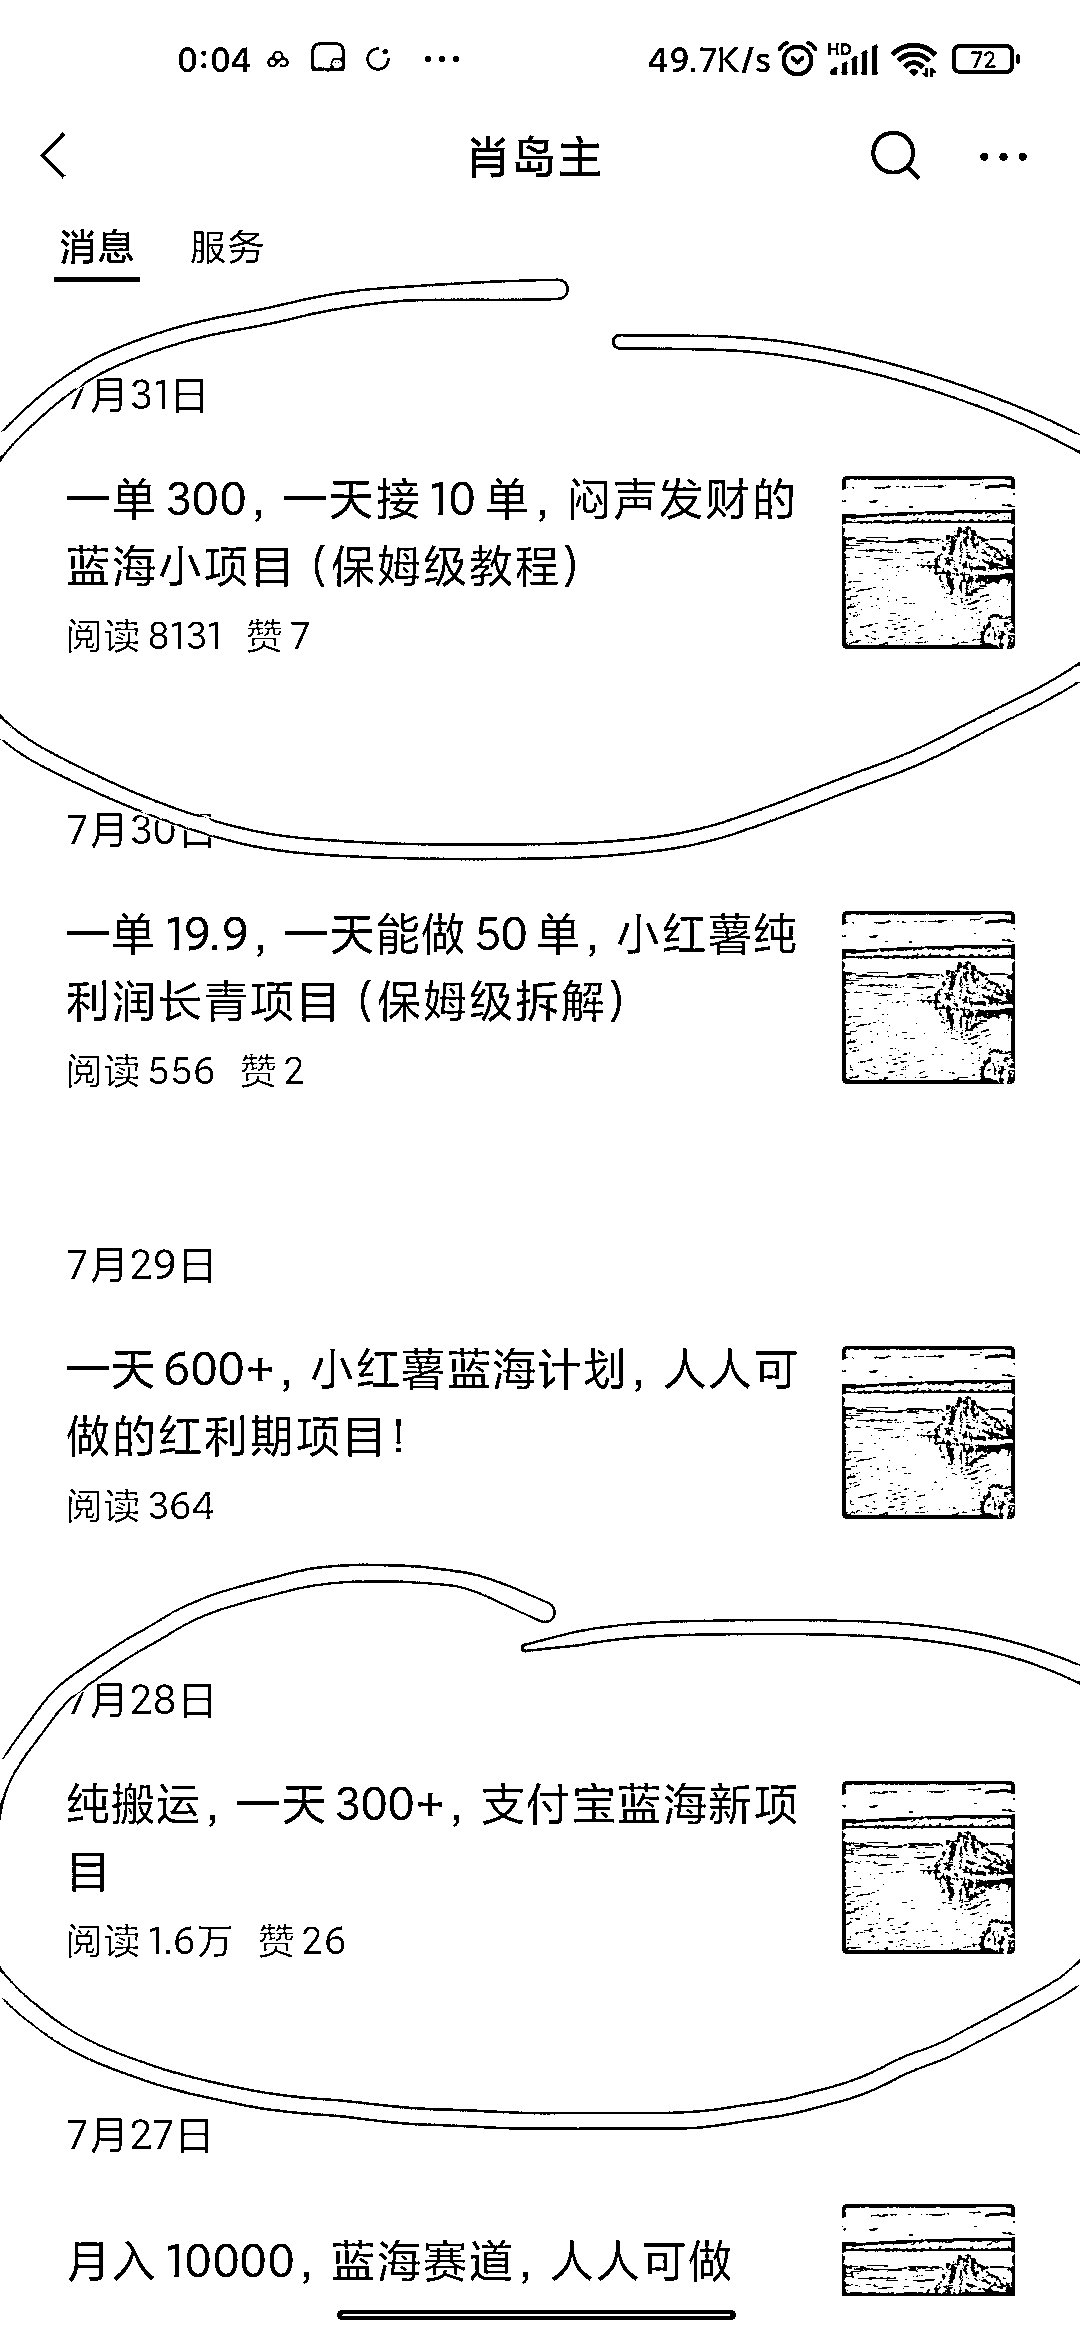 0:04 49.7K/s HD 72
肖岛主
消息 服务
7月31日
一单 300，一天接 10 单，闷声发财的
蓝海小项目（保姆级教程）
阅读 8131 赞 7
7月30日
一单 19.9，一天能做 50 单，小红薯纯
利润长青项目（保姆级拆解）
阅读 556 赞 2
7月29日
一天 600+，小红薯蓝海计划，人人可
做的红利期项目！
阅读 364
7月28日
纯搬运，一天 300+，支付宝蓝海新项
目
阅读 1.6万 赞 26
7月27日
月入 10000，蓝海赛道，人人可做